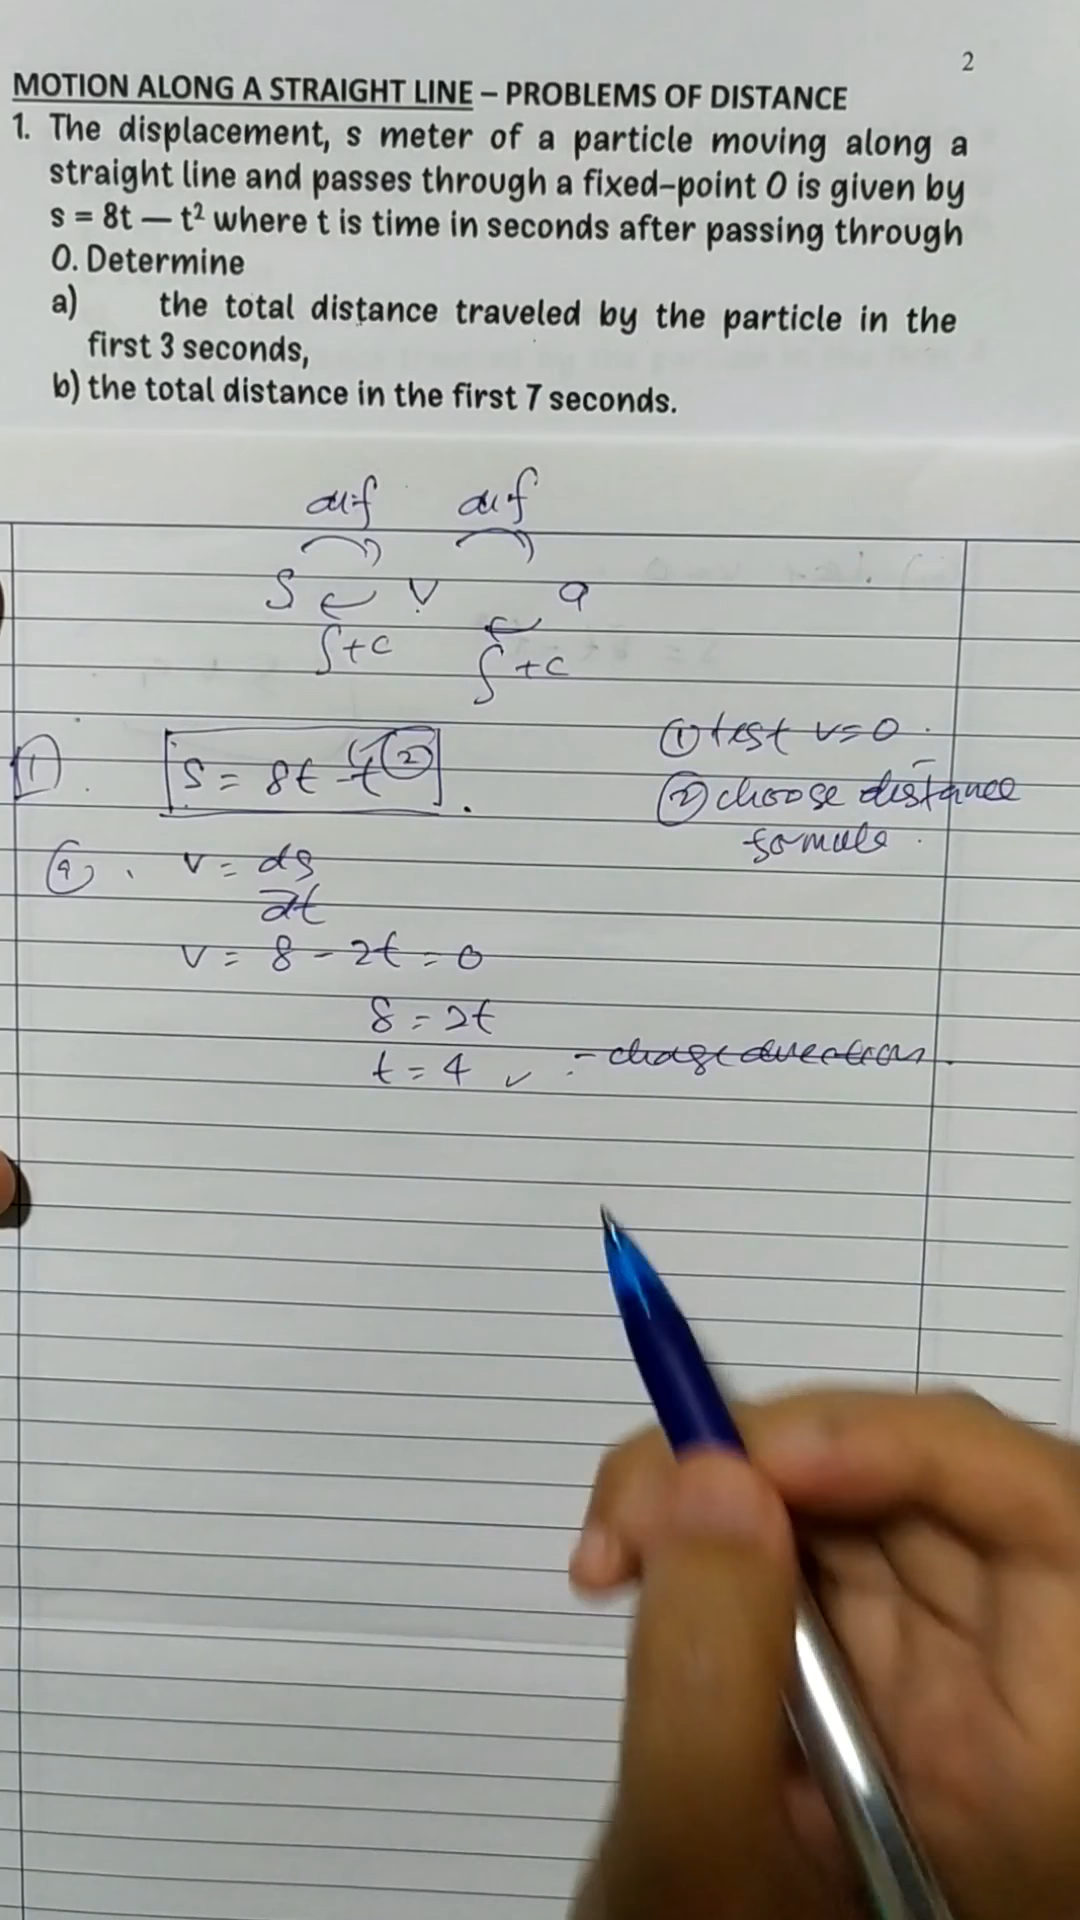 2
MOTION ALONG A STRAIGHT LINE – PROBLEMS OF DISTANCE
1. The displacement, s meter of a particle moving along a
straight line and passes through a fixed-point O is given by
s = 8t — t² where t is time in seconds after passing through
O. Determine
a) the total distance traveled by the particle in the
first 3 seconds,
b) the total distance in the first 7 seconds.
dif dif
S v a
∫+c ∫+c
① S = 8t - t² ① test v=0
② choose distance
formula
ⓐ. v = ds
dt
v = 8 - 2t = 0
8 = 2t
t = 4 ✓ - change direction